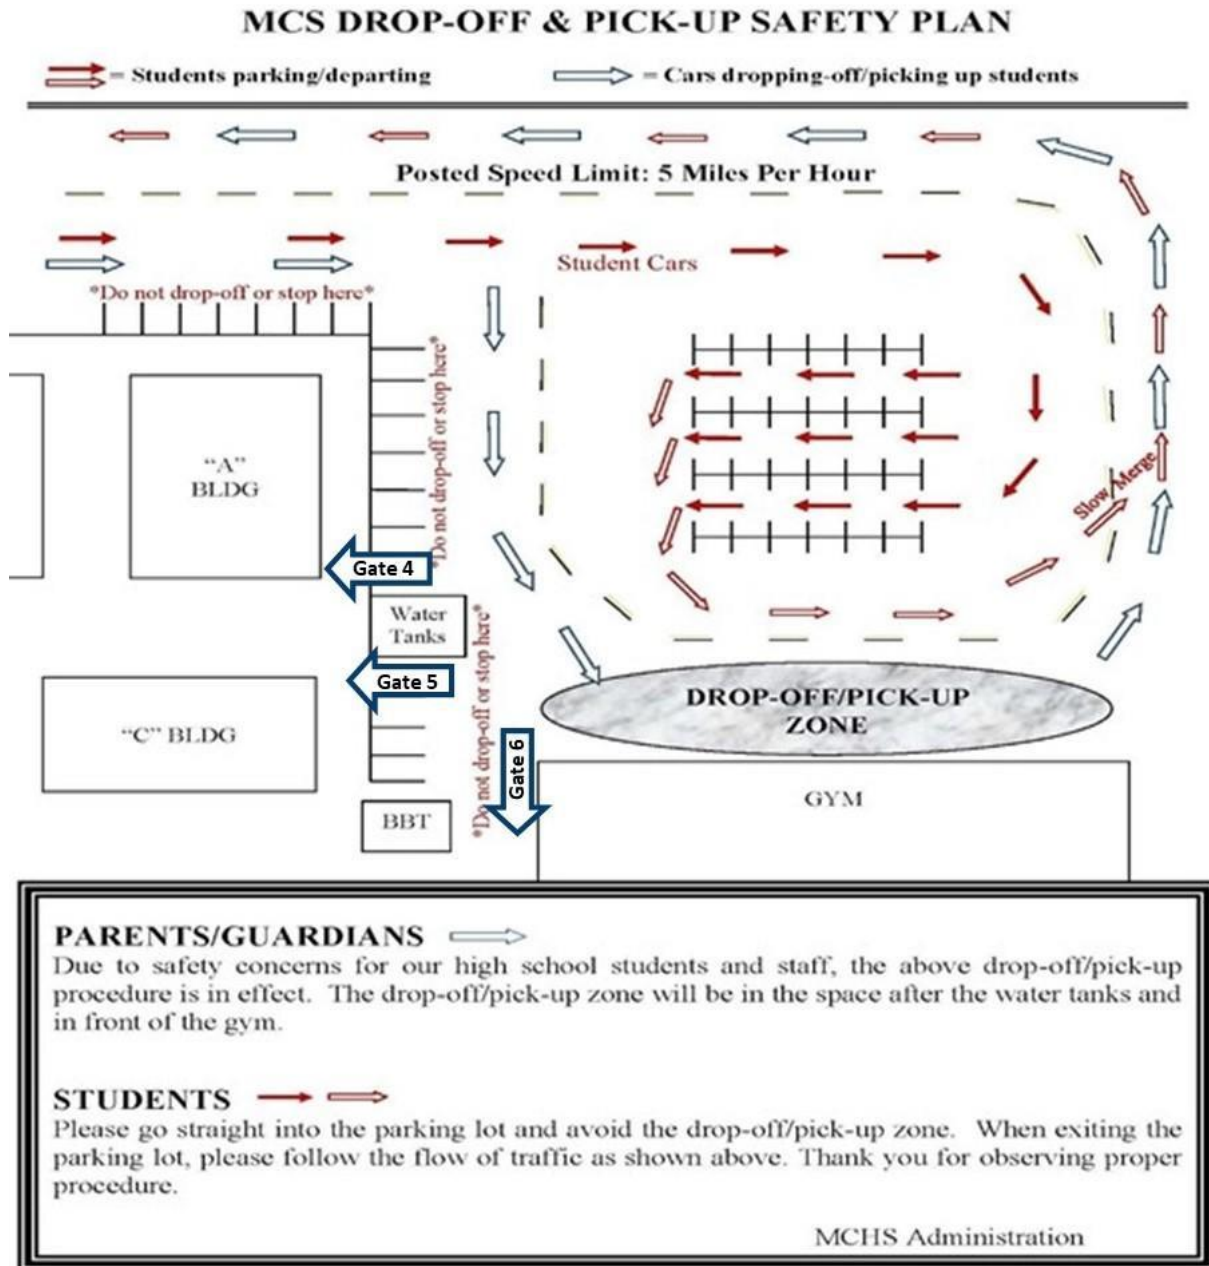 MCS DROP-OFF & PICK-UP SAFETY PLAN
= Students parking/departing
= Cars dropping-off/picking up students
Posted Speed Limit: 5 Miles Per Hour
Student Cars
*Do not drop-off or stop here*
*Do not drop-off or stop here*
"A"
BLDG
Slow Merge
Gate 4
Water
Tanks
*Do not drop-off or stop here*
Gate 5
DROP-OFF/PICK-UP
ZONE
"C" BLDG
Gate 6
GYM
BBT
PARENTS/GUARDIANS
Due to safety concerns for our high school students and staff, the above drop-off/pick-up
procedure is in effect. The drop-off/pick-up zone will be in the space after the water tanks and
in front of the gym.
STUDENTS
Please go straight into the parking lot and avoid the drop-off/pick-up zone. When exiting the
parking lot, please follow the flow of traffic as shown above. Thank you for observing proper
procedure.
MCHS Administration